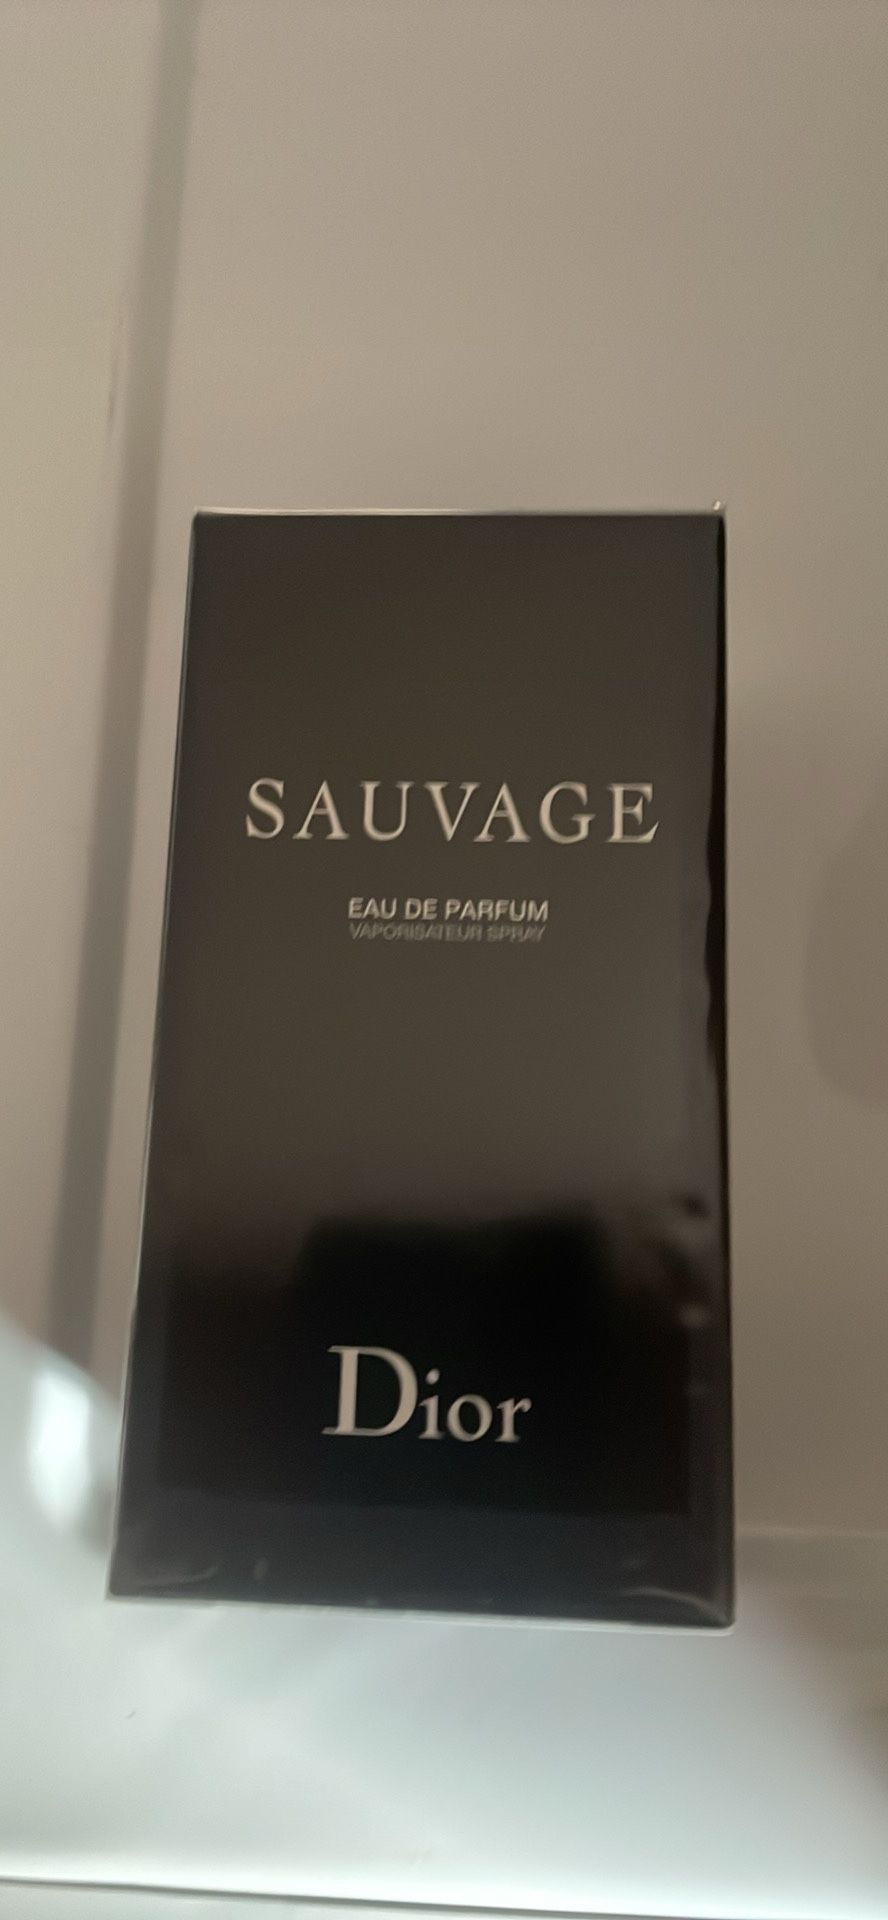 SAUVAGE
EAU DE PARFUM
VAPORISATEUR SPRAY
Dior